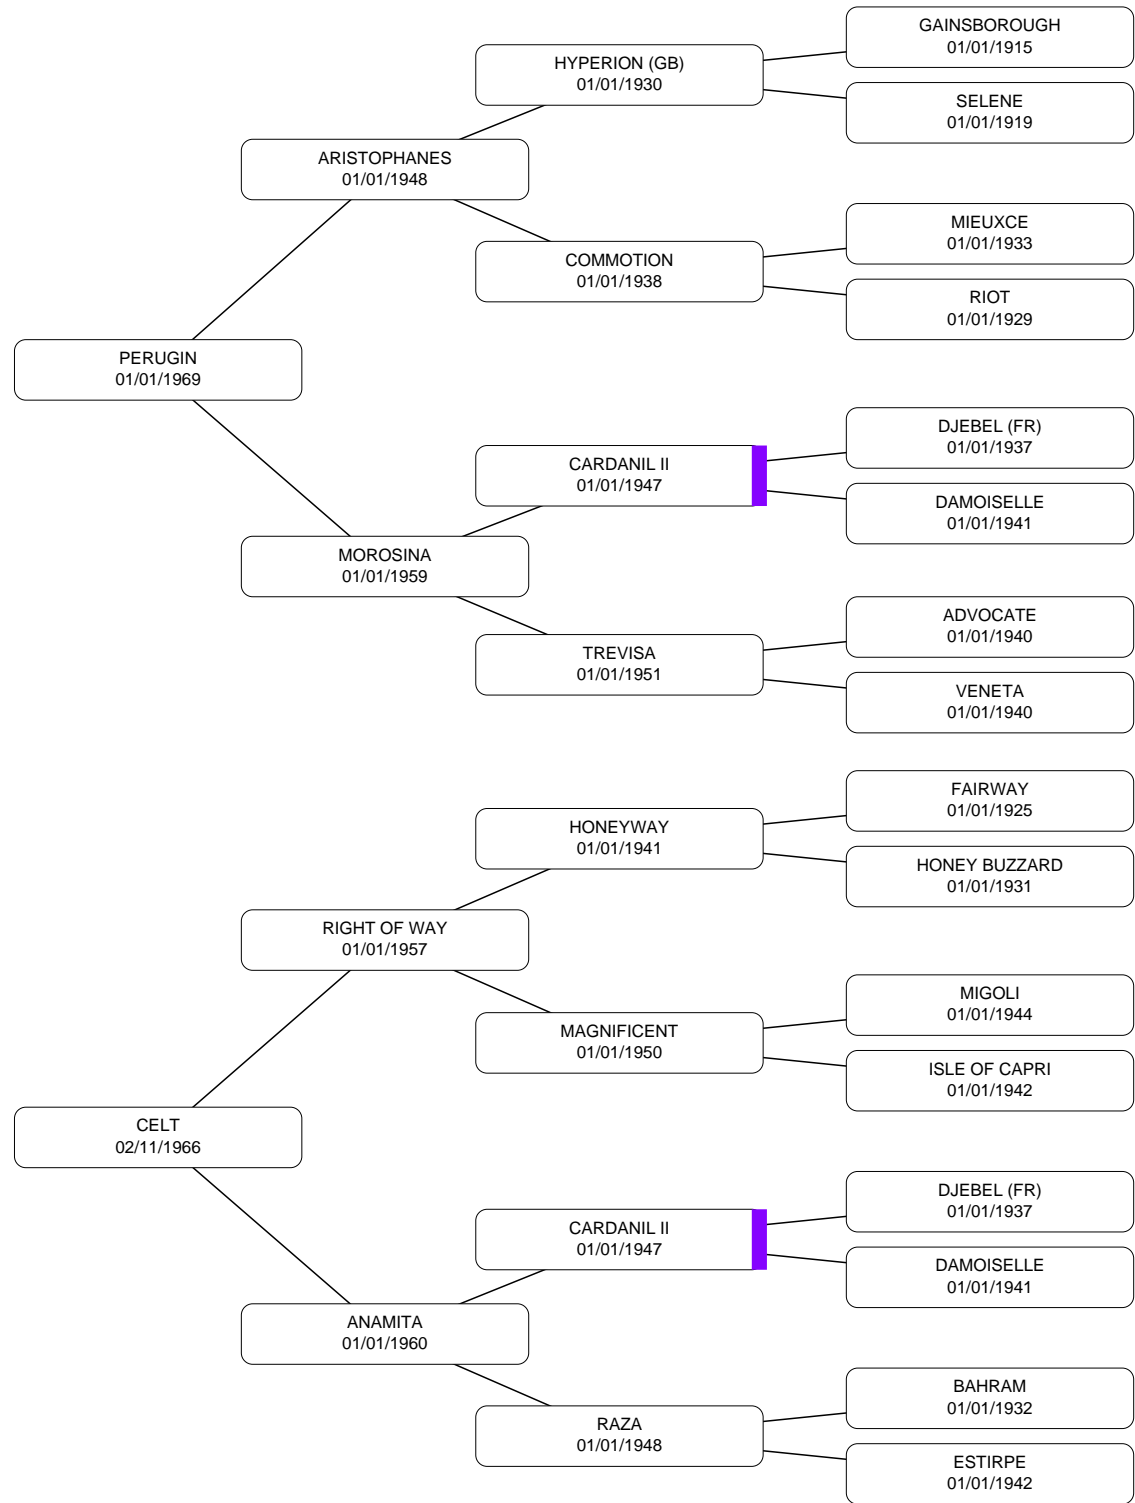 GAINSBOROUGH
01/01/1915
HYPERION (GB)
01/01/1930
SELENE
01/01/1919
ARISTOPHANES
01/01/1948
MIEUXCE
01/01/1933
COMMOTION
01/01/1938
RIOT
01/01/1929
PERUGIN
01/01/1969
DJEBEL (FR)
01/01/1937
CARDANIL II
01/01/1947
DAMOISELLE
01/01/1941
MOROSINA
01/01/1959
ADVOCATE
01/01/1940
TREVISA
01/01/1951
VENETA
01/01/1940
FAIRWAY
01/01/1925
HONEYWAY
01/01/1941
HONEY BUZZARD
01/01/1931
RIGHT OF WAY
01/01/1957
MIGOLI
01/01/1944
MAGNIFICENT
01/01/1950
ISLE OF CAPRI
01/01/1942
CELT
02/11/1966
DJEBEL (FR)
01/01/1937
CARDANIL II
01/01/1947
DAMOISELLE
01/01/1941
ANAMITA
01/01/1960
BAHRAM
01/01/1932
RAZA
01/01/1948
ESTIRPE
01/01/1942